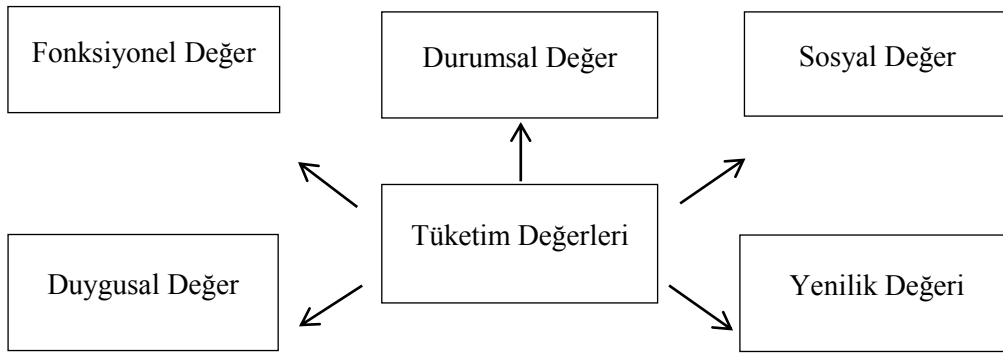 Fonksiyonel Değer
Durumsal Değer
Sosyal Değer
Tüketim Değerleri
Duygusal Değer
Yenilik Değeri